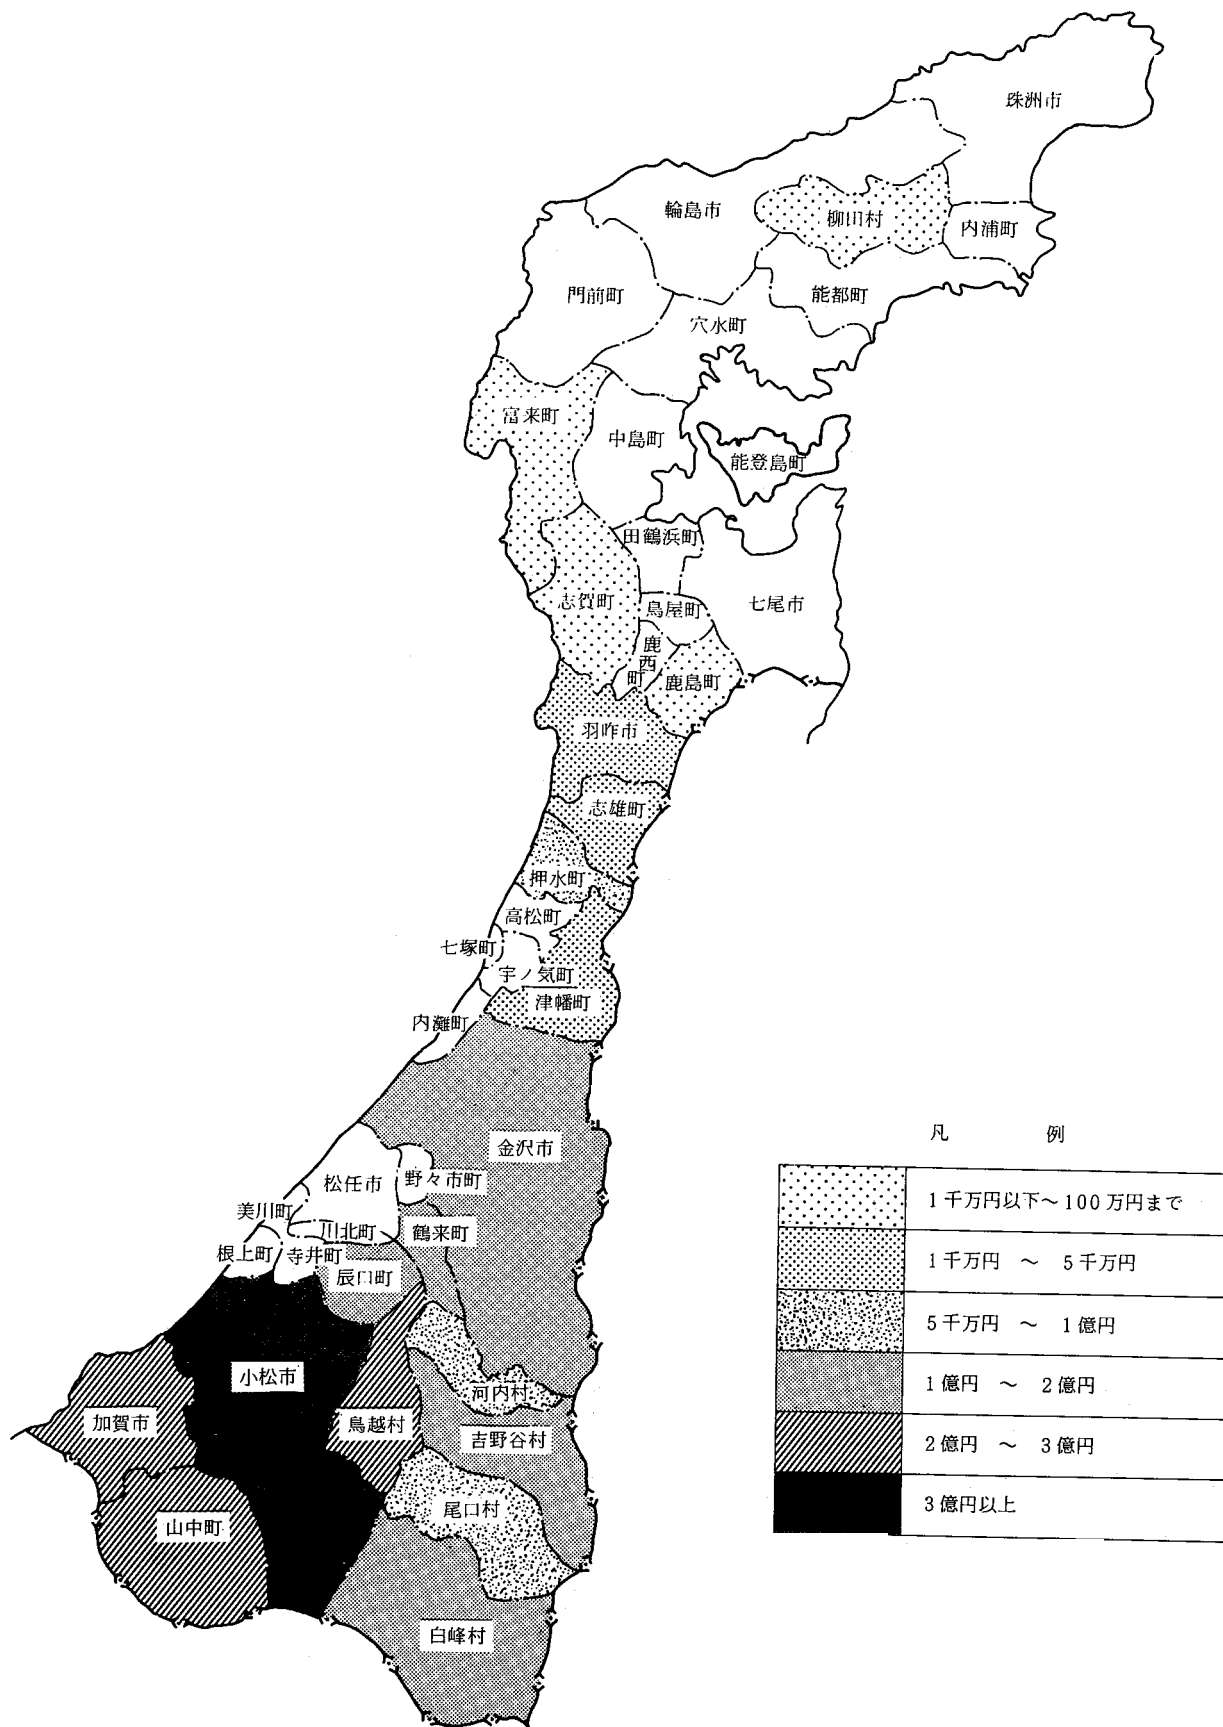 珠洲市
輪島市
柳田村
内浦町
門前町
能都町
穴水町
富来町
中島町
能登島町
田鶴浜町
志賀町
鳥屋町
七尾市
鹿西町
鹿島町
羽咋市
志雄町
押水町
高松町
七塚町
宇ノ気町
津幡町
内灘町
金沢市
松任市
野々市町
美川町
川北町
鶴来町
根上町
寺井町
辰口町
小松市
河内村
加賀市
鳥越村
吉野谷村
尾口村
山中町
白峰村
凡 例
1千万円以下～100万円まで
1千万円 ～ 5千万円
5千万円 ～ 1億円
1億円 ～ 2億円
2億円 ～ 3億円
3億円以上